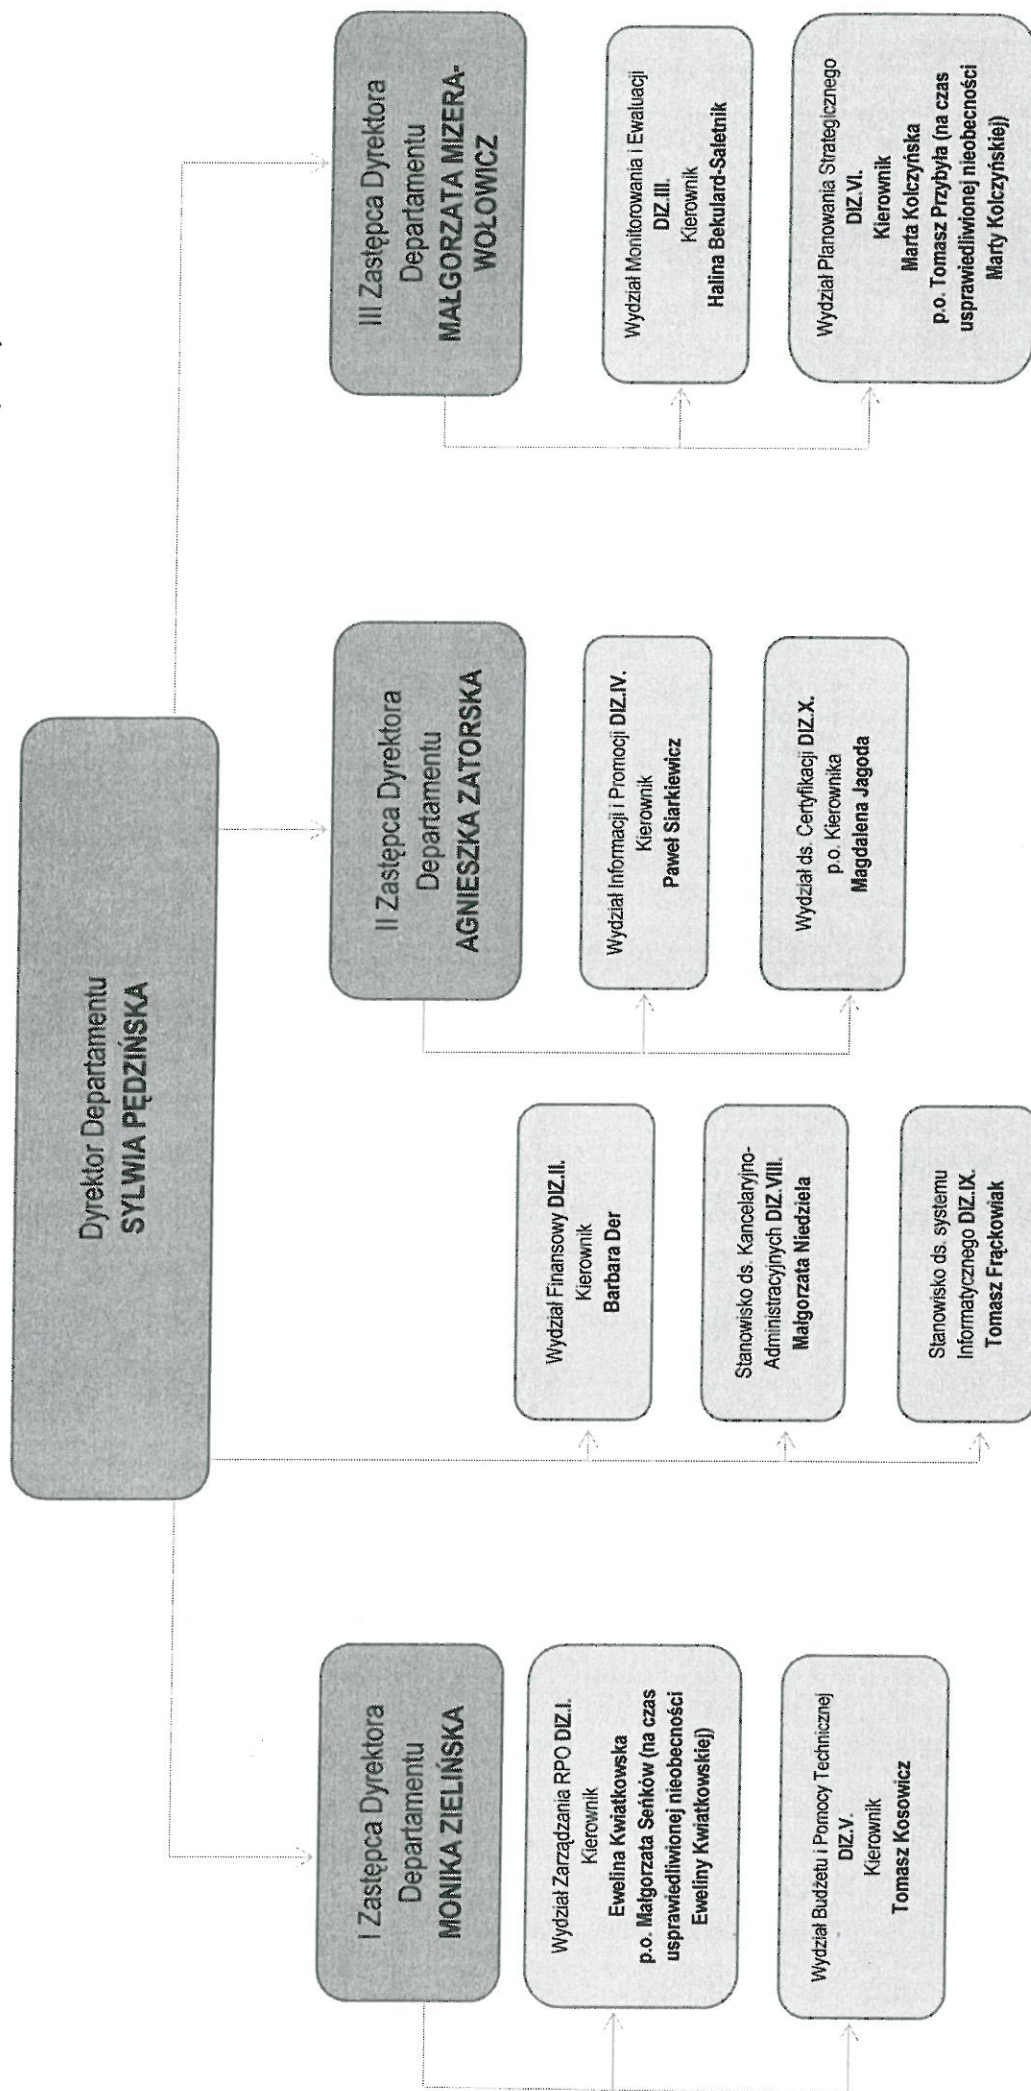 Dyrektor Departamentu
SYLWIA PĘDZIŃSKA
I Zastępca Dyrektora
Departamentu
MONIKA ZIELIŃSKA
Wydział Zarządzania RPO DIZ.I.
Kierownik
Ewelina Kwiatkowska
p.o. Małgorzata Seńków (na czas
usprawiedliwionej nieobecności
Eweliny Kwiatkowskiej)
Wydział Budżetu i Pomocy Technicznej
DIZ.V.
Kierownik
Tomasz Kosowicz
Wydział Finansowy DIZ.II.
Kierownik
Barbara Der
Stanowisko ds. Kancelaryjno-
Administracyjnych DIZ.VIII.
Małgorzata Niedziela
Stanowisko ds. systemu
Informatycznego DIZ.IX.
Tomasz Frąckowiak
II Zastępca Dyrektora
Departamentu
AGNIESZKA ZATORSKA
Wydział Informacji i Promocji DIZ.IV.
Kierownik
Paweł Siarkiewicz
Wydział ds. Certyfikacji DIZ.X.
p.o. Kierownika
Magdalena Jagoda
III Zastępca Dyrektora
Departamentu
MAŁGORZATA MIZERA-
WOŁOWICZ
Wydział Monitorowania i Ewaluacji
DIZ.III.
Kierownik
Halina Bekulard-Saletnik
Wydział Planowania Strategicznego
DIZ.VI.
Kierownik
Marta Kolczyńska
p.o. Tomasz Przybyła (na czas
usprawiedliwionej nieobecności
Marty Kolczyńskiej)